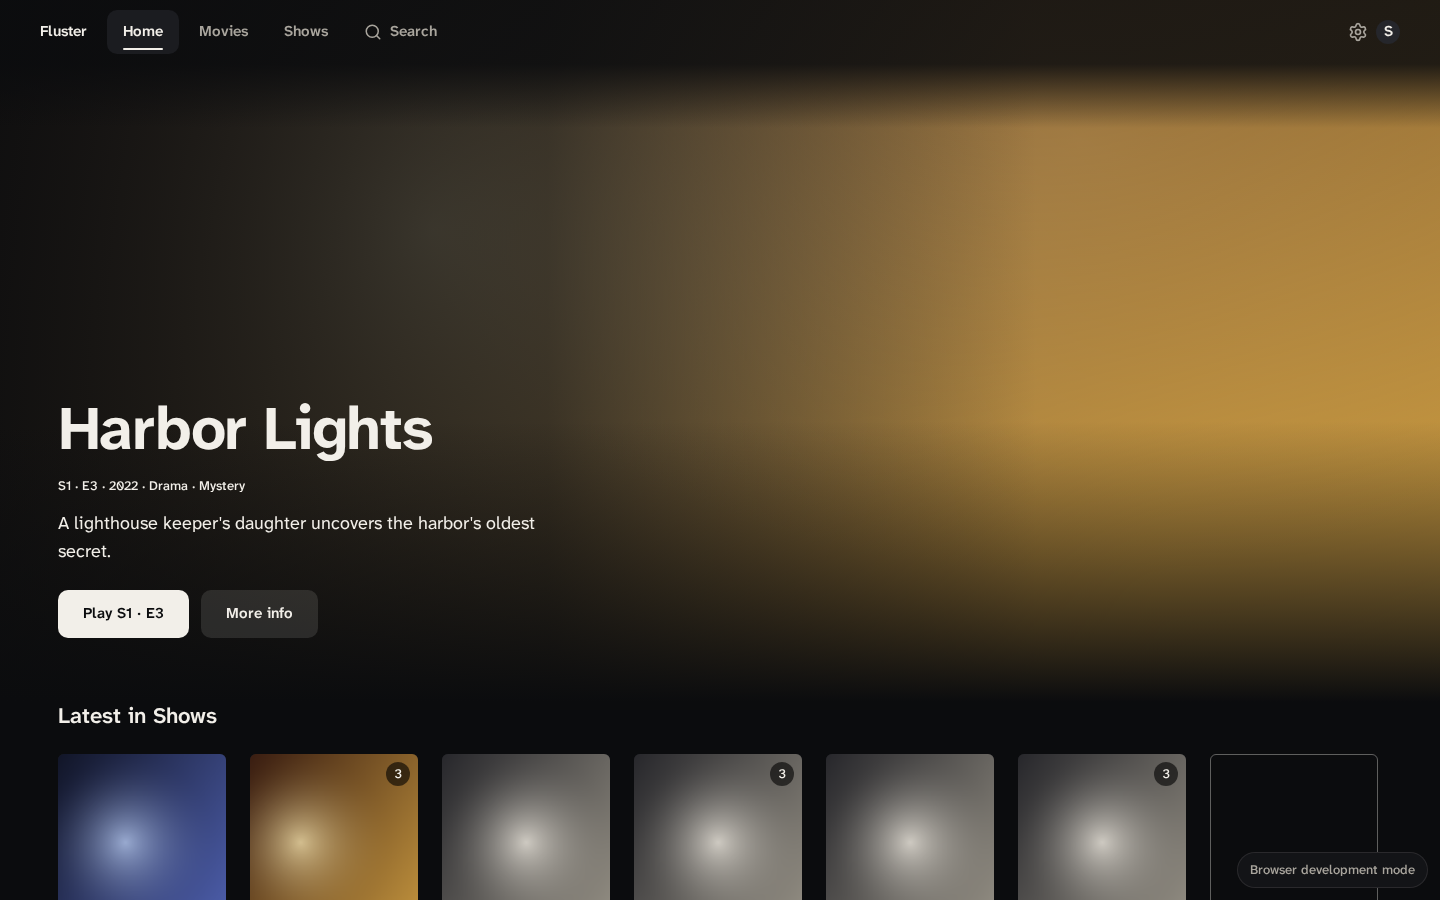 Fluster Home Movies Shows Search S
Harbor Lights
S1 · E3 · 2022 · Drama · Mystery
A lighthouse keeper's daughter uncovers the harbor's oldest
secret.
Play S1 · E3 More info
Latest in Shows
3 3 3
Browser development mode